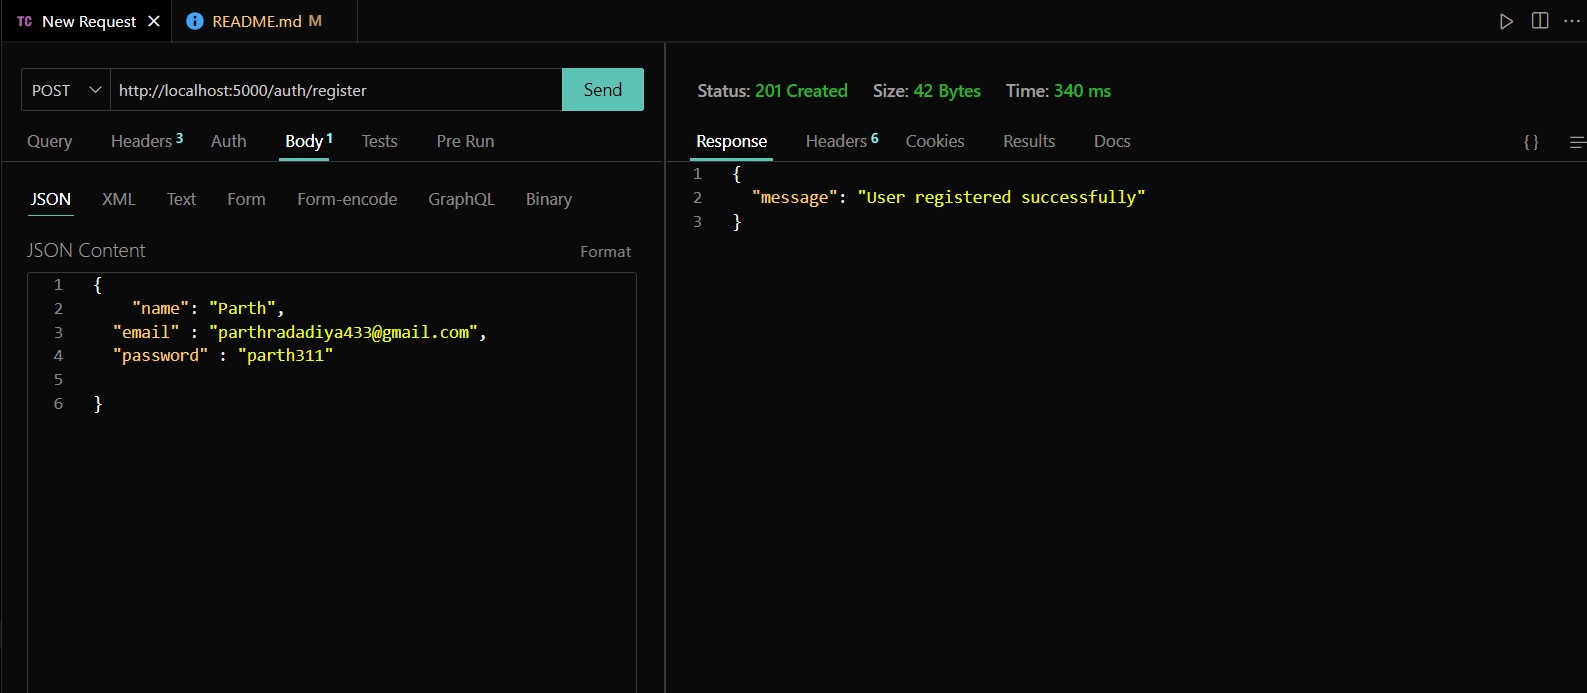 TC New Request README.md M
POST http://localhost:5000/auth/register Send
Query Headers 3 Auth Body 1 Tests Pre Run
JSON XML Text Form Form-encode GraphQL Binary
JSON Content Format
1 {
2 "name": "Parth",
3 "email" : "parthradadiya433@gmail.com",
4 "password" : "parth311"
5
6 }
Status: 201 Created Size: 42 Bytes Time: 340 ms
Response Headers 6 Cookies Results Docs { }
1 {
2 "message": "User registered successfully"
3 }